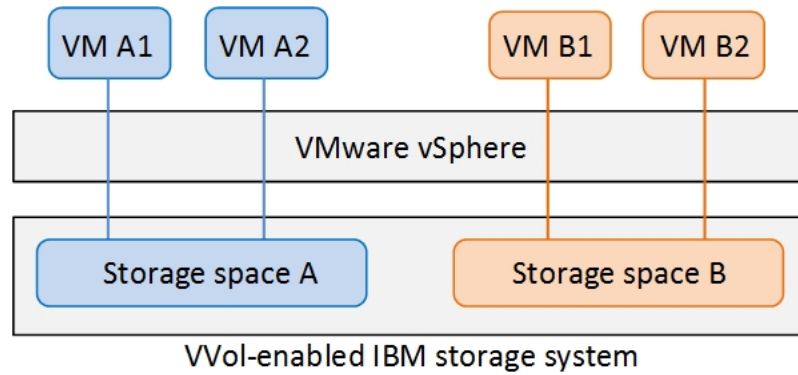 VM A1
VM A2
VM B1
VM B2
VMware vSphere
Storage space A
Storage space B
VVol-enabled IBM storage system